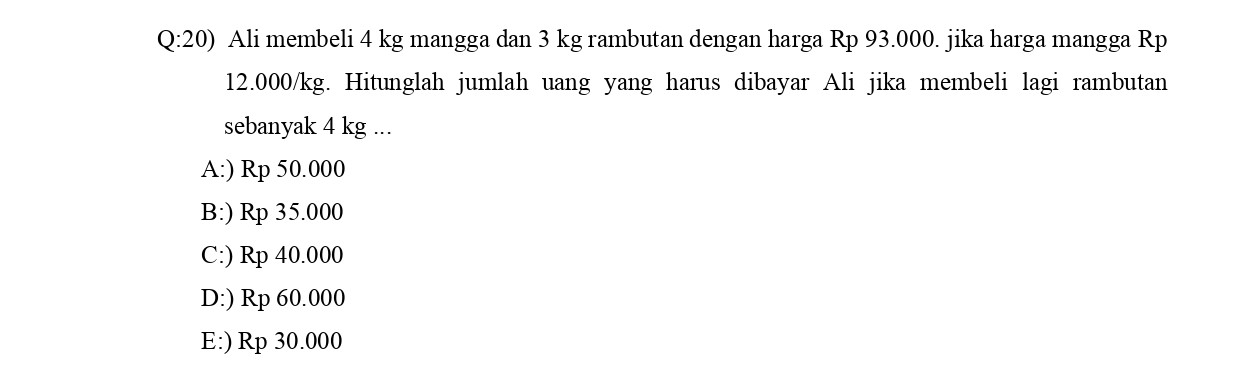 Q:20) Ali membeli 4 kg mangga dan 3 kg rambutan dengan harga Rp 93.000. jika harga mangga Rp
12.000/kg. Hitunglah jumlah uang yang harus dibayar Ali jika membeli lagi rambutan
sebanyak 4 kg ...
A:) Rp 50.000
B:) Rp 35.000
C:) Rp 40.000
D:) Rp 60.000
E:) Rp 30.000